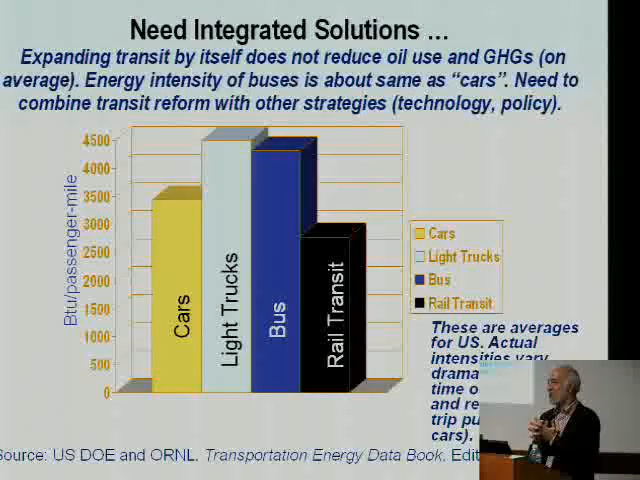 Need Integrated Solutions ...
Expanding transit by itself does not reduce oil use and GHGs (on
average). Energy intensity of buses is about same as “cars”. Need to
combine transit reform with other strategies (technology, policy).
Btu/passenger-mile
4500
4000
3500
3000
2500
2000
1500
1000
500
0
Cars
Light Trucks
Bus
Rail Transit
Cars
Light Trucks
Bus
Rail Transit
These are averages
for US. Actual
intensities vary
time
and
trip
cars).
Source: US DOE and ORNL, Transportation Energy Data Book,